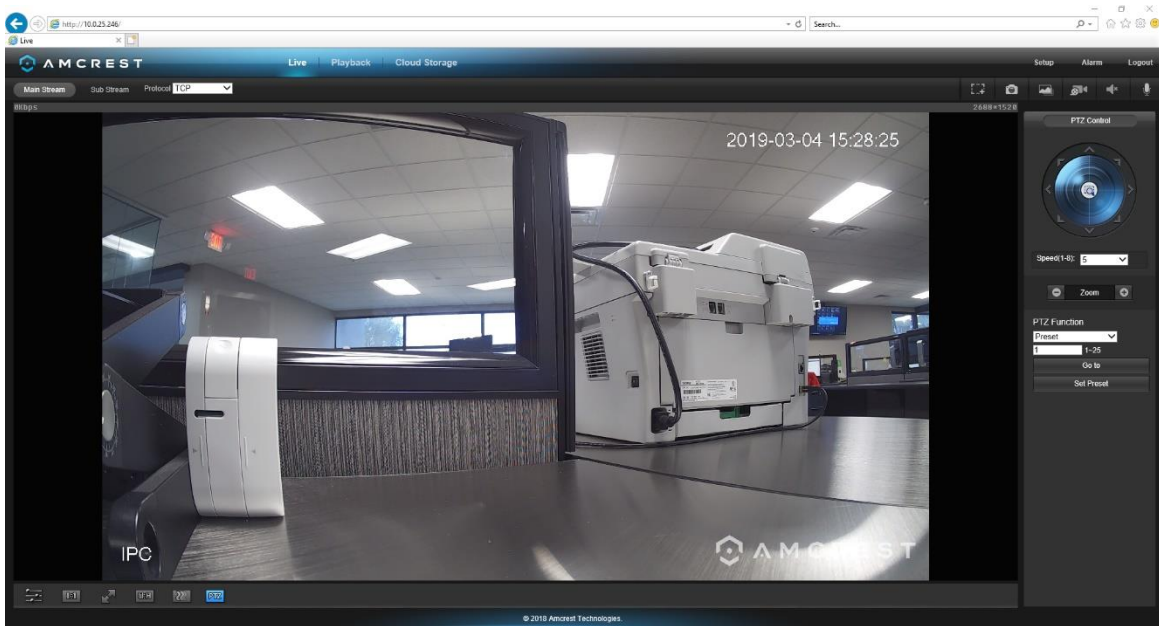 http://10.0.25.246/
Search...
Live
AMCREST
Live Playback Cloud Storage
Setup Alarm Logout
Main Stream Sub Stream Protocol TCP
0Kbps
2688*1520
2019-03-04 15:28:25
IPC
AMCREST
PTZ Control
Speed(1-8): 5
Zoom
PTZ Function
Preset
1 1~25
Go to
Set Preset
PTZ
© 2018 Amcrest Technologies.